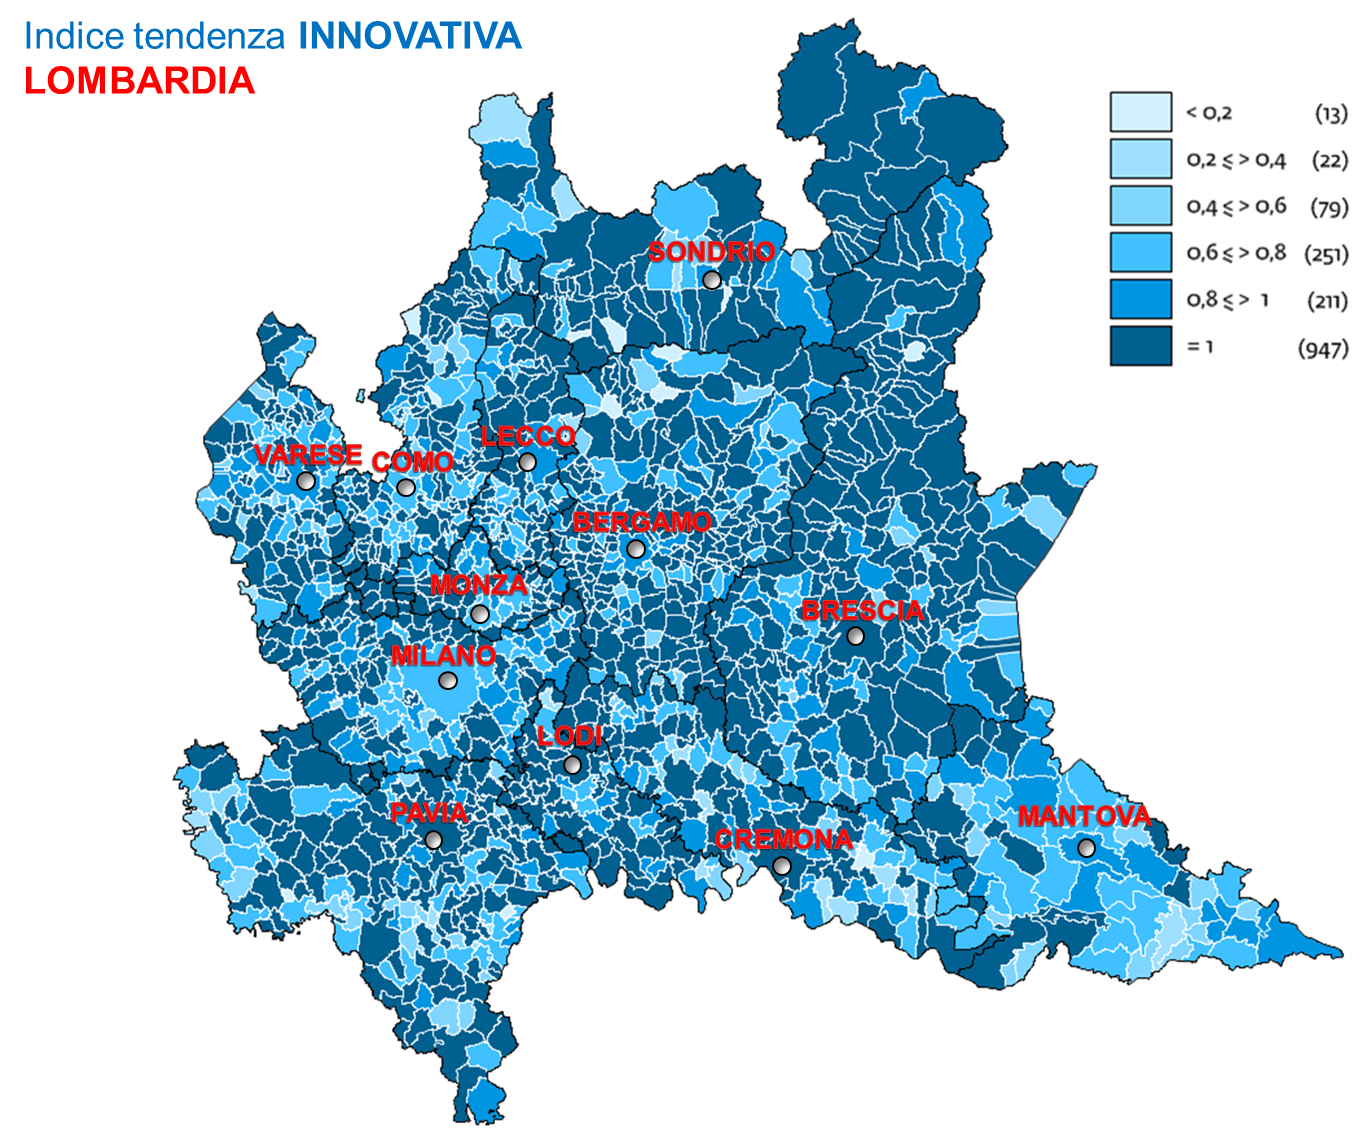 Indice tendenza INNOVATIVA
LOMBARDIA
< 0,2 (13)
0,2 ⩽ > 0,4 (22)
0,4 ⩽ > 0,6 (79)
0,6 ⩽ > 0,8 (251)
0,8 ⩽ > 1 (211)
= 1 (947)
SONDRIO
LECCO
VARESE
COMO
BERGAMO
MONZA
BRESCIA
MILANO
LODI
PAVIA
MANTOVA
CREMONA